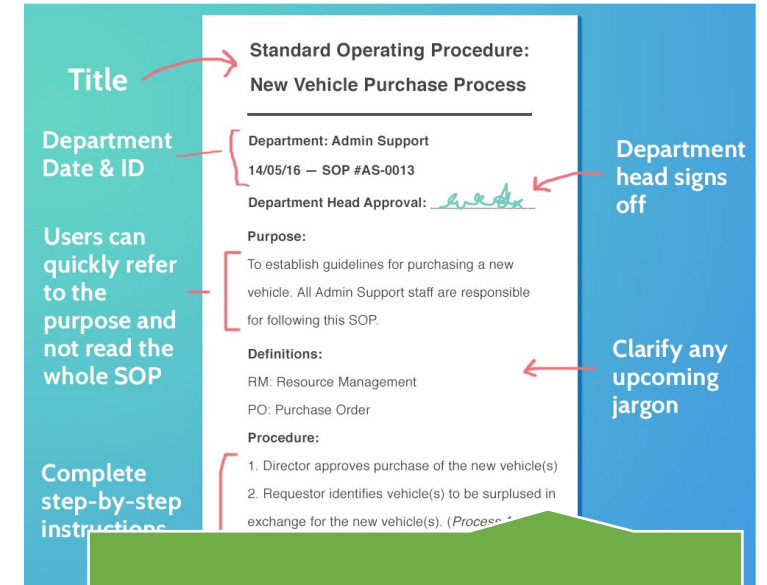 Standard Operating Procedure:
New Vehicle Purchase Process
Title
Department: Admin Support
14/05/16 — SOP #AS-0013
Department
Date & ID
Department Head Approval:
Department
head signs
off
Purpose:
To establish guidelines for purchasing a new
vehicle. All Admin Support staff are responsible
for following this SOP.
Users can
quickly refer
to the
purpose and
not read the
whole SOP
Definitions:
RM: Resource Management
PO: Purchase Order
Clarify any
upcoming
jargon
Procedure:
1. Director approves purchase of the new vehicle(s)
2. Requestor identifies vehicle(s) to be surplused in
exchange for the new vehicle(s). (Process
Complete
step-by-step
instructions